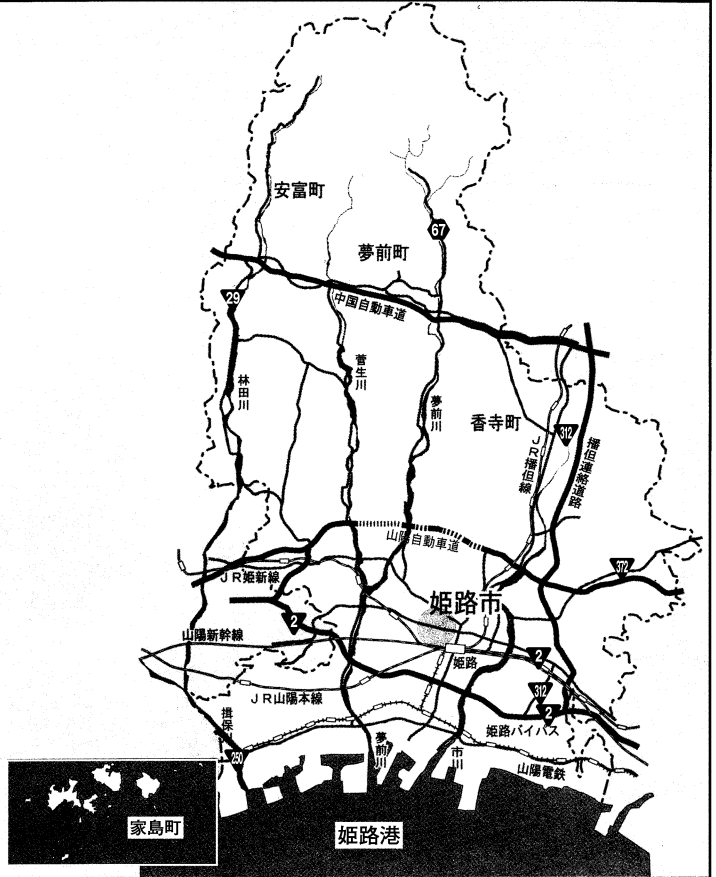 安富町
67
夢前町
中国自動車道
29
菅生川
林田川
夢前川
香寺町
312
JR播但線
播但連絡道路
山陽自動車道
372
JR姫新線
姫路市
2
山陽新幹線
姫路
2
JR山陽本線
312
2
揖保川
姫路バイパス
夢前川
市川
250
山陽電鉄
家島町
姫路港